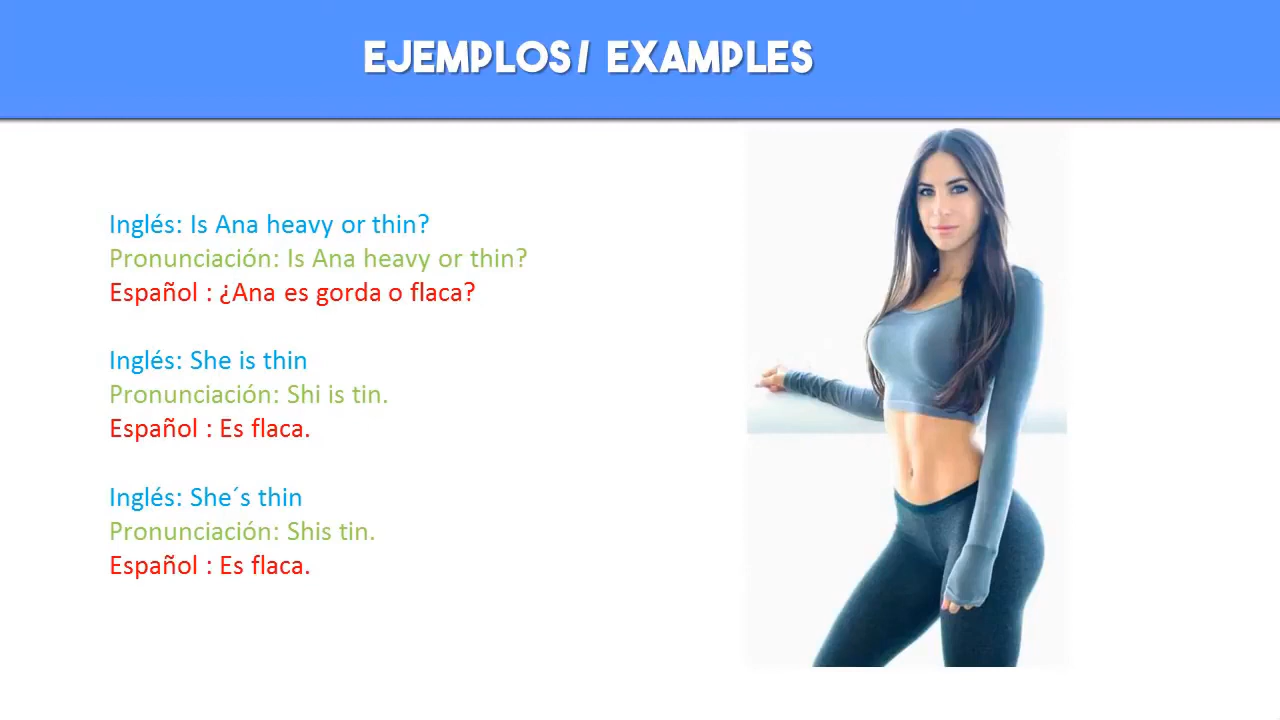 EJEMPLOS/ EXAMPLES
Inglés: Is Ana heavy or thin?
Pronunciación: Is Ana heavy or thin?
Español : ¿Ana es gorda o flaca?
Inglés: She is thin
Pronunciación: Shi is tin.
Español : Es flaca.
Inglés: She´s thin
Pronunciación: Shis tin.
Español : Es flaca.